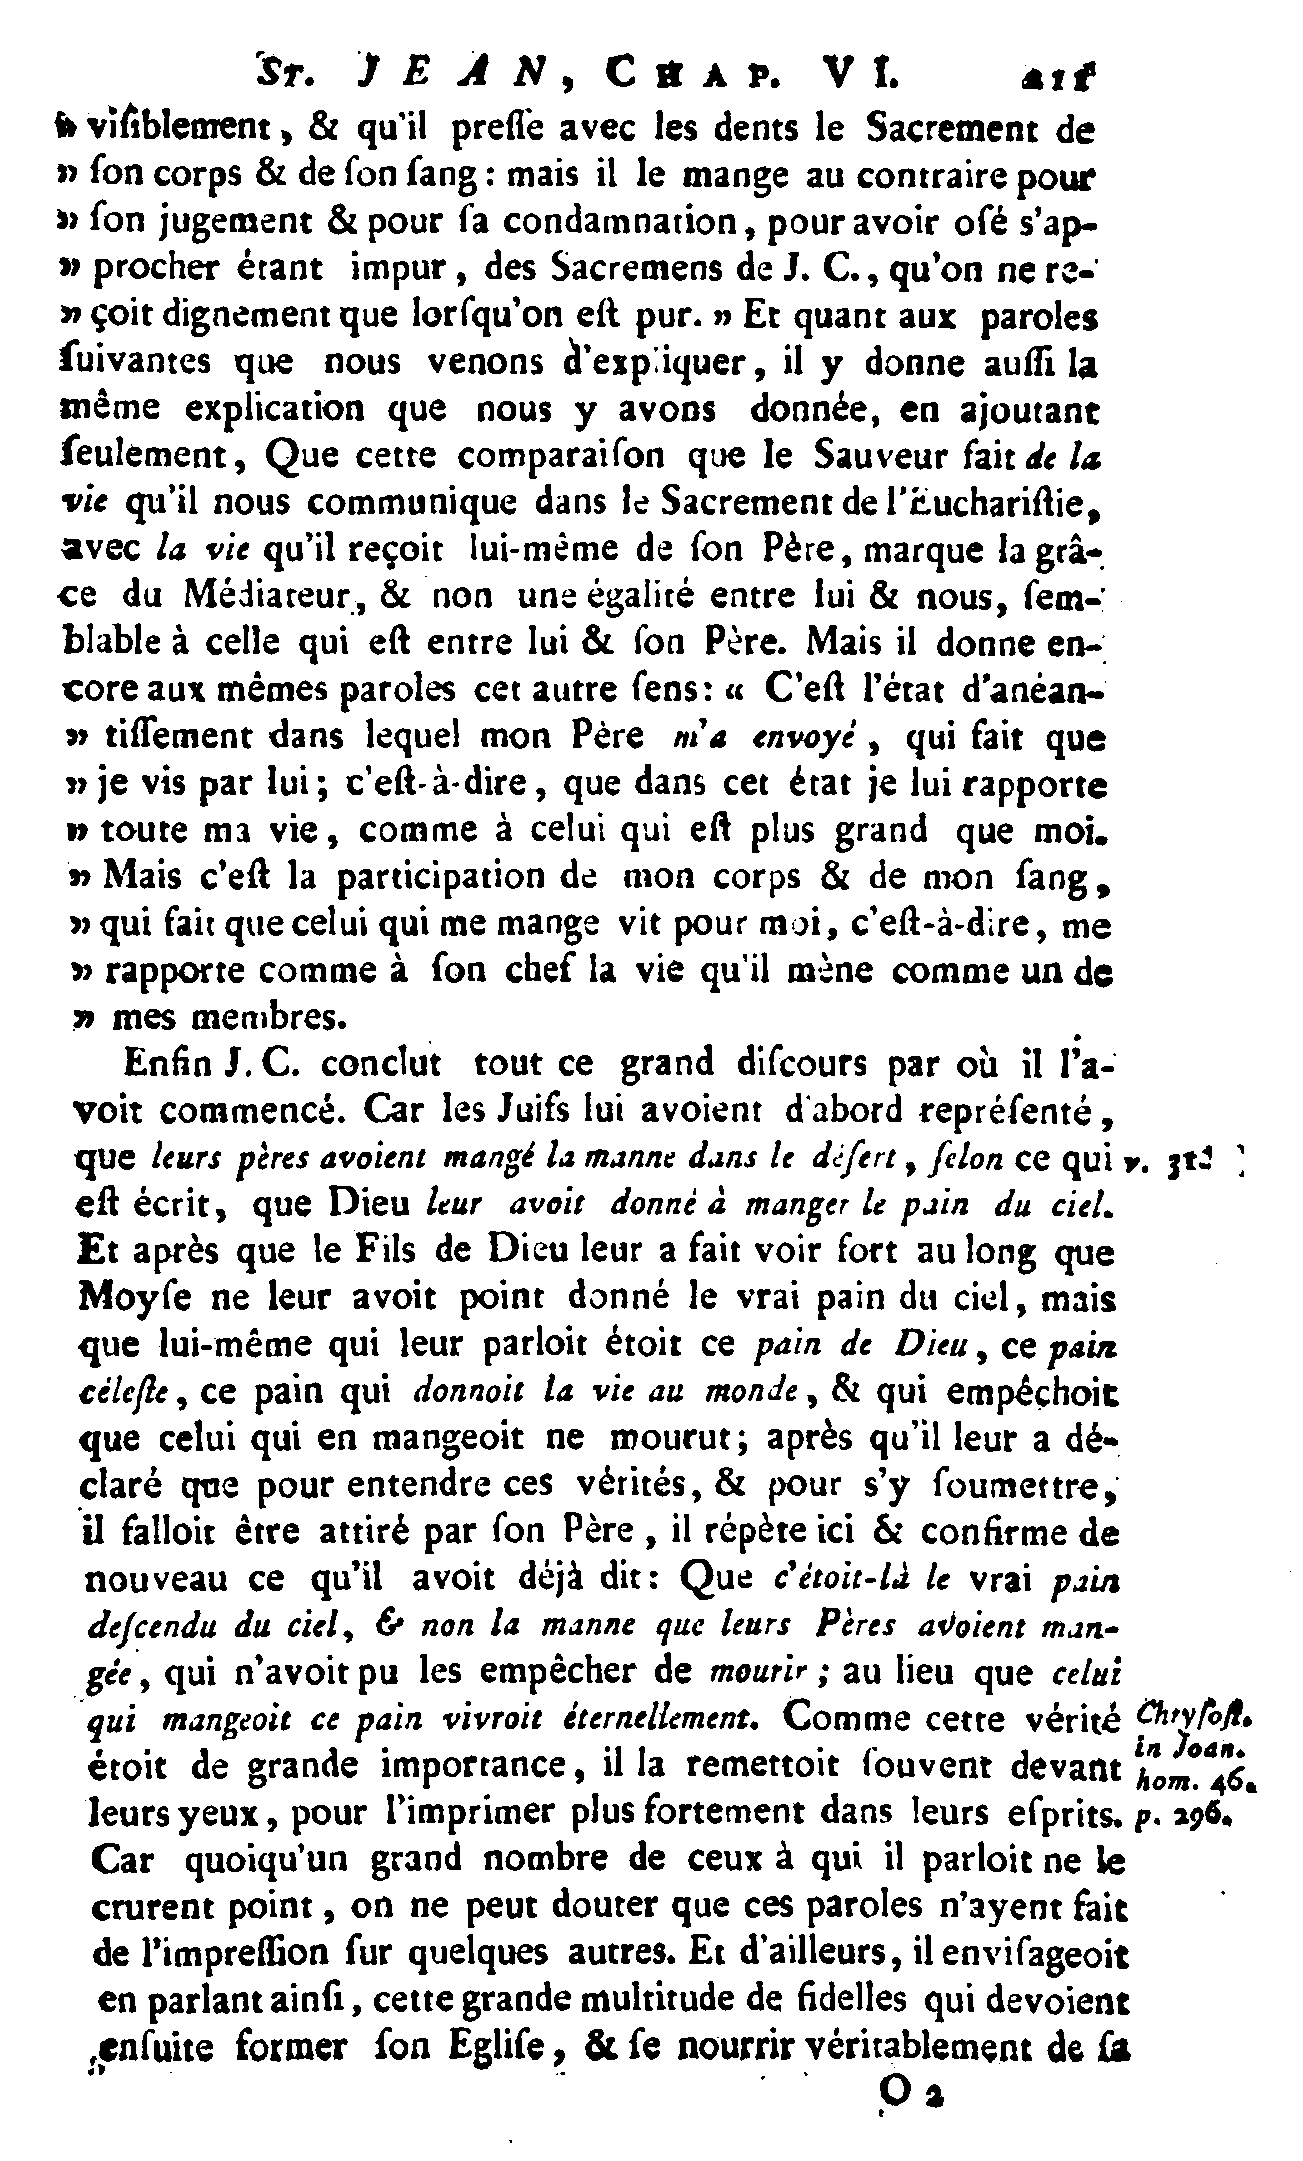 St. JEAN, CHAP. VI. 211
» viſiblement, & qu'il preſſe avec les dents le Sacrement de
» ſon corps & de ſon ſang : mais il le mange au contraire pour
» ſon jugement & pour ſa condamnation, pour avoir oſé s'ap-
» procher étant impur, des Sacremens de J. C., qu'on ne re-
» çoit dignement que lorſqu'on eſt pur. » Et quant aux paroles
ſuivantes que nous venons d'expliquer, il y donne auſſi la
même explication que nous y avons donnée, en ajoutant
ſeulement, Que cette comparaiſon que le Sauveur fait de la
vie qu'il nous communique dans le Sacrement de l'Euchariſtie,
avec la vie qu'il reçoit lui-même de ſon Père, marque la grâ-
ce du Médiateur, & non une égalité entre lui & nous, ſem-
blable à celle qui eſt entre lui & ſon Père. Mais il donne en-
core aux mêmes paroles cet autre ſens : « C'eſt l'état d'anéan-
» tiſſement dans lequel mon Père m'a envoyé, qui fait que
» je vis par lui ; c'eſt-à-dire, que dans cet état je lui rapporte
» toute ma vie, comme à celui qui eſt plus grand que moi.
» Mais c'eſt la participation de mon corps & de mon ſang,
» qui fait que celui qui me mange vit pour moi, c'eſt-à-dire, me
» rapporte comme à ſon chef la vie qu'il mène comme un de
» mes membres.
Enfin J. C. conclut tout ce grand diſcours par où il l'a-
voit commencé. Car les Juifs lui avoient d'abord repréſenté,
que leurs pères avoient mangé la manne dans le déſert, ſelon ce qui
v. 31.
eſt écrit, que Dieu leur avoit donné à manger le pain du ciel.
Et après que le Fils de Dieu leur a fait voir fort au long que
Moyſe ne leur avoit point donné le vrai pain du ciel, mais
que lui-même qui leur parloit étoit ce pain de Dieu, ce pain
céleſte, ce pain qui donnoit la vie au monde, & qui empêchoit
que celui qui en mangeoit ne mourut ; après qu'il leur a dé-
claré que pour entendre ces vérités, & pour s'y ſoumettre,
il falloit être attiré par ſon Père, il répète ici & confirme de
nouveau ce qu'il avoit déjà dit : Que c'étoit-là le vrai pain
deſcendu du ciel, & non la manne que leurs Pères avoient man-
gée, qui n'avoit pu les empêcher de mourir ; au lieu que celui
qui mangeoit ce pain vivroit éternellement. Comme cette vérité
étoit de grande importance, il la remettoit ſouvent devant
leurs yeux, pour l'imprimer plus fortement dans leurs eſprits.
Chryſoſt.
in Joan.
hom. 46.
p. 296.
Car quoiqu'un grand nombre de ceux à qui il parloit ne le
crurent point, on ne peut douter que ces paroles n'ayent fait
de l'impreſſion ſur quelques autres. Et d'ailleurs, il enviſageoit
en parlant ainſi, cette grande multitude de fidelles qui devoient
enſuite former ſon Egliſe, & ſe nourrir véritablement de ſa
O 2